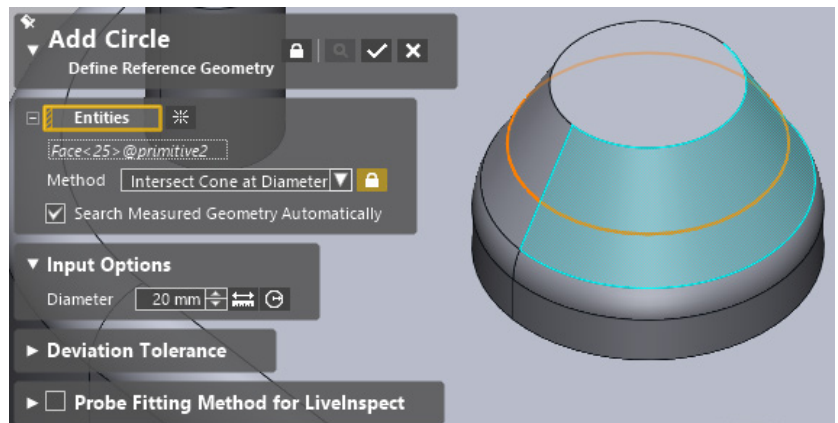 Add Circle
Define Reference Geometry
Entities
Face<25>@primitive2
Method Intersect Cone at Diameter
Search Measured Geometry Automatically
Input Options
Diameter 20 mm
Deviation Tolerance
Probe Fitting Method for LiveInspect